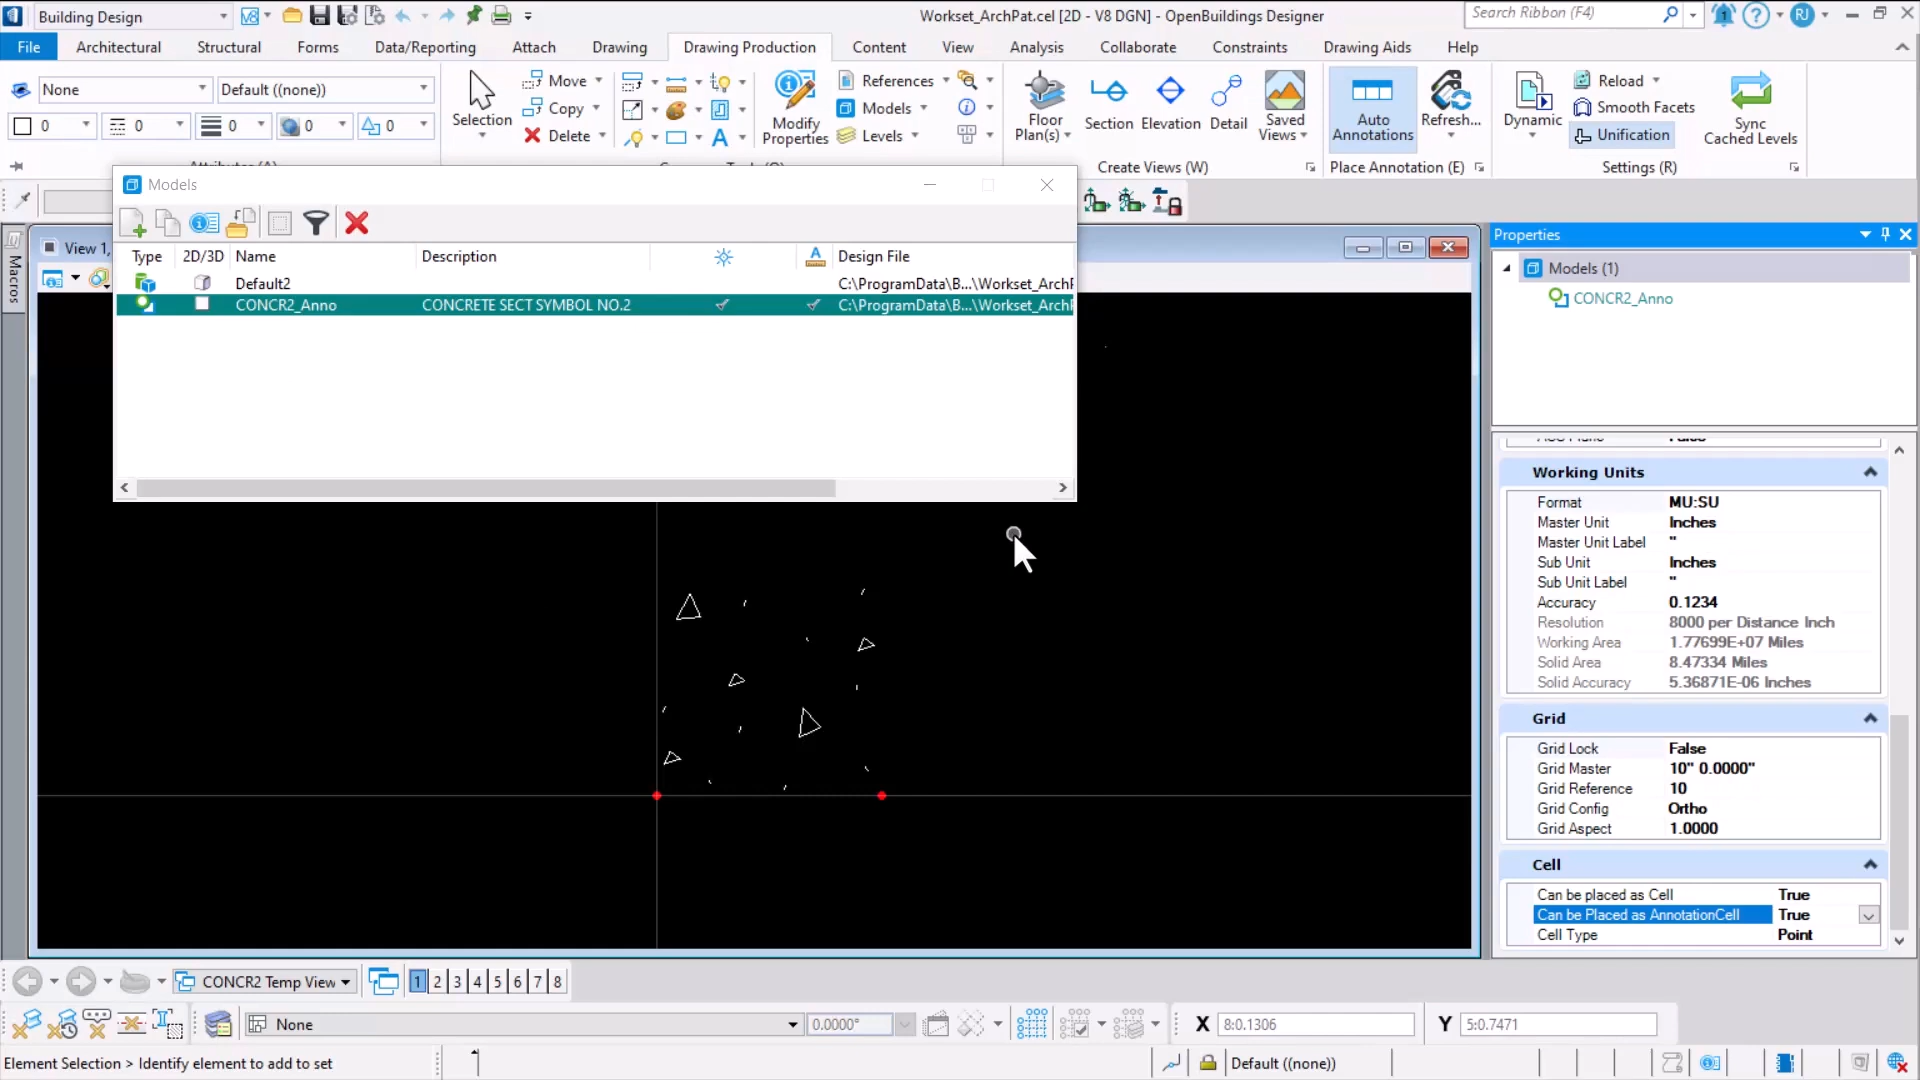 Building Design
Workset_ArchPat.cel [2D - V8 DGN] - OpenBuildings Designer
Search Ribbon (F4)
RJ
File Architectural Structural Forms Data/Reporting Attach Drawing Drawing Production Content View Analysis Collaborate Constraints Drawing Aids Help
None
Default ((none))
0 0 0 0 0
Selection
Move
Copy
Delete
Modify Properties
References
Models
Levels
Floor Plan(s)
Section
Elevation
Detail
Saved Views
Create Views (W)
Auto Annotations
Refresh...
Place Annotation (E)
Dynamic
Reload
Smooth Facets
Unification
Sync Cached Levels
Settings (R)
Models
Type 2D/3D Name Description Design File
Default2 C:\ProgramData\B...\Workset_Arch
CONCR2_Anno CONCRETE SECT SYMBOL NO.2 C:\ProgramData\B...\Workset_Arch
Macros
View 1,
Properties
Models (1)
CONCR2_Anno
Working Units
Format MU:SU
Master Unit Inches
Master Unit Label "
Sub Unit Inches
Sub Unit Label "
Accuracy 0.1234
Resolution 8000 per Distance Inch
Working Area 1.77699E+07 Miles
Solid Area 8.47334 Miles
Solid Accuracy 5.36871E-06 Inches
Grid
Grid Lock False
Grid Master 10" 0.0000"
Grid Reference 10
Grid Config Ortho
Grid Aspect 1.0000
Cell
Can be placed as Cell True
Can be Placed as AnnotationCell True
Cell Type Point
CONCR2 Temp View
1 2 3 4 5 6 7 8
None
0.0000°
X 8:0.1306
Y 5:0.7471
Element Selection > Identify element to add to set
Default ((none))